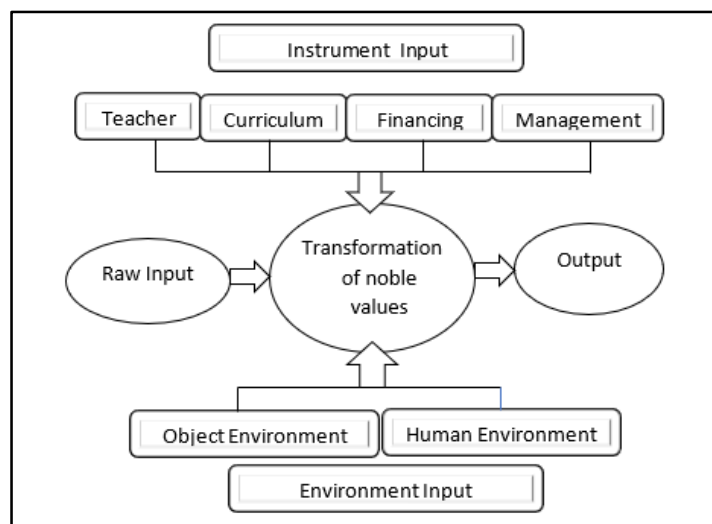 Instrument Input
Teacher
Curriculum
Financing
Management
Raw Input
Transformation
of noble
values
Output
Object Environment
Human Environment
Environment Input